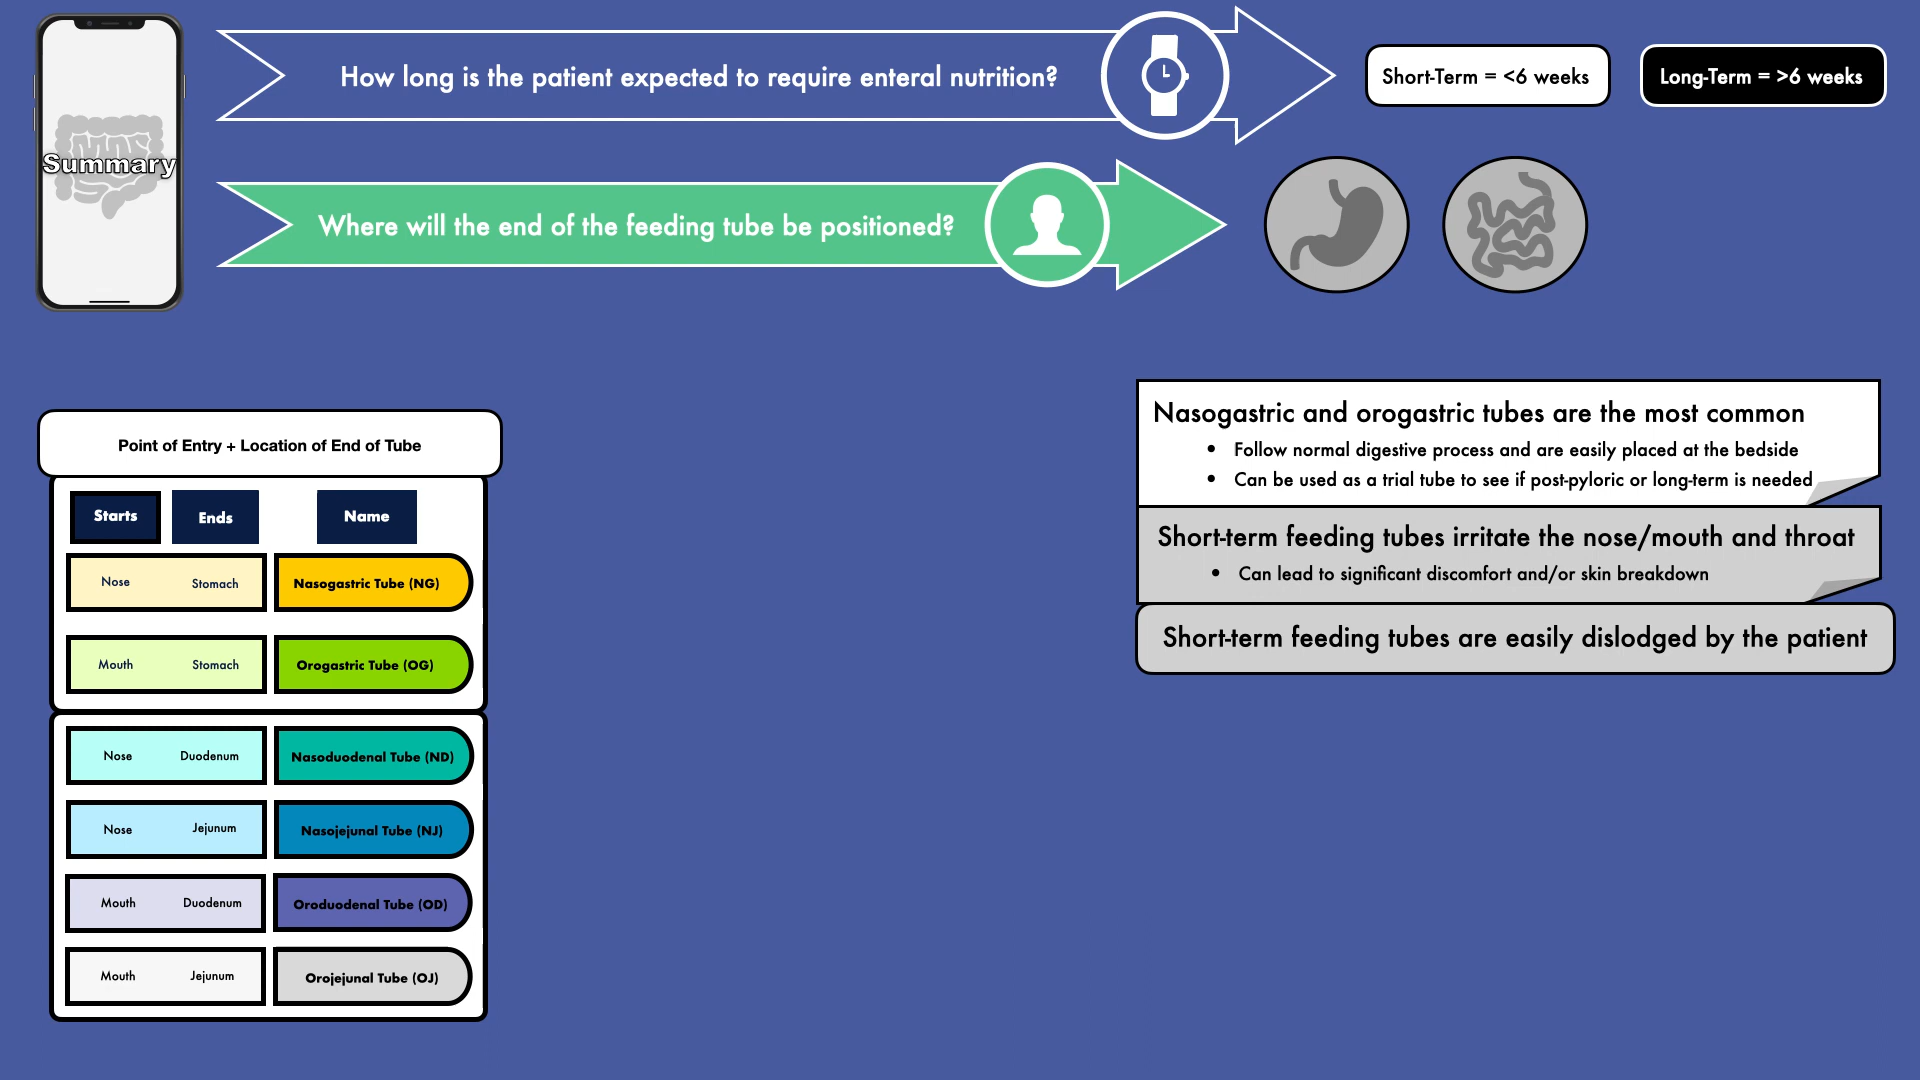 Summary
How long is the patient expected to require enteral nutrition?
Short-Term = <6 weeks
Long-Term = >6 weeks
Where will the end of the feeding tube be positioned?
Point of Entry + Location of End of Tube
Starts
Ends
Name
Nose
Stomach
Nasogastric Tube (NG)
Mouth
Stomach
Orogastric Tube (OG)
Nose
Duodenum
Nasoduodenal Tube (ND)
Nose
Jejunum
Nasojejunal Tube (NJ)
Mouth
Duodenum
Oroduodenal Tube (OD)
Mouth
Jejunum
Orojejunal Tube (OJ)
Nasogastric and orogastric tubes are the most common
• Follow normal digestive process and are easily placed at the bedside
• Can be used as a trial tube to see if post-pyloric or long-term is needed
Short-term feeding tubes irritate the nose/mouth and throat
• Can lead to significant discomfort and/or skin breakdown
Short-term feeding tubes are easily dislodged by the patient